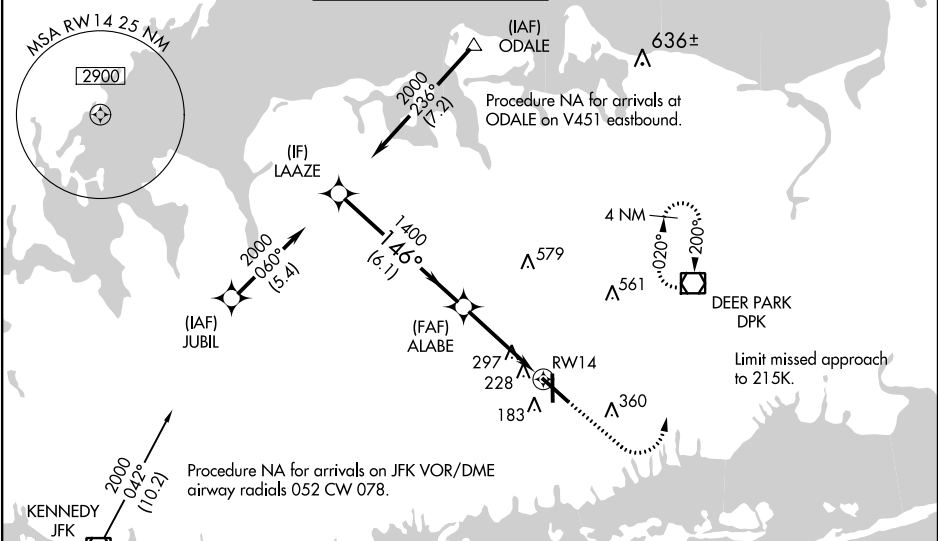 MSA RW14 25 NM
2900
(IAF)
ODALE
636±
2000
236°
(7.2)
Procedure NA for arrivals at
ODALE on V451 eastbound.
(IF)
LAAZE
4 NM
020°
200°
1400
146°
(6.1)
2000
060°
(5.4)
579
561
(IAF)
JUBIL
DEER PARK
DPK
(FAF)
ALABE
297
RW14
228
Limit missed approach
to 215K.
183
360
2000
042°
(10.2)
Procedure NA for arrivals on JFK VOR/DME
airway radials 052 CW 078.
KENNEDY
JFK